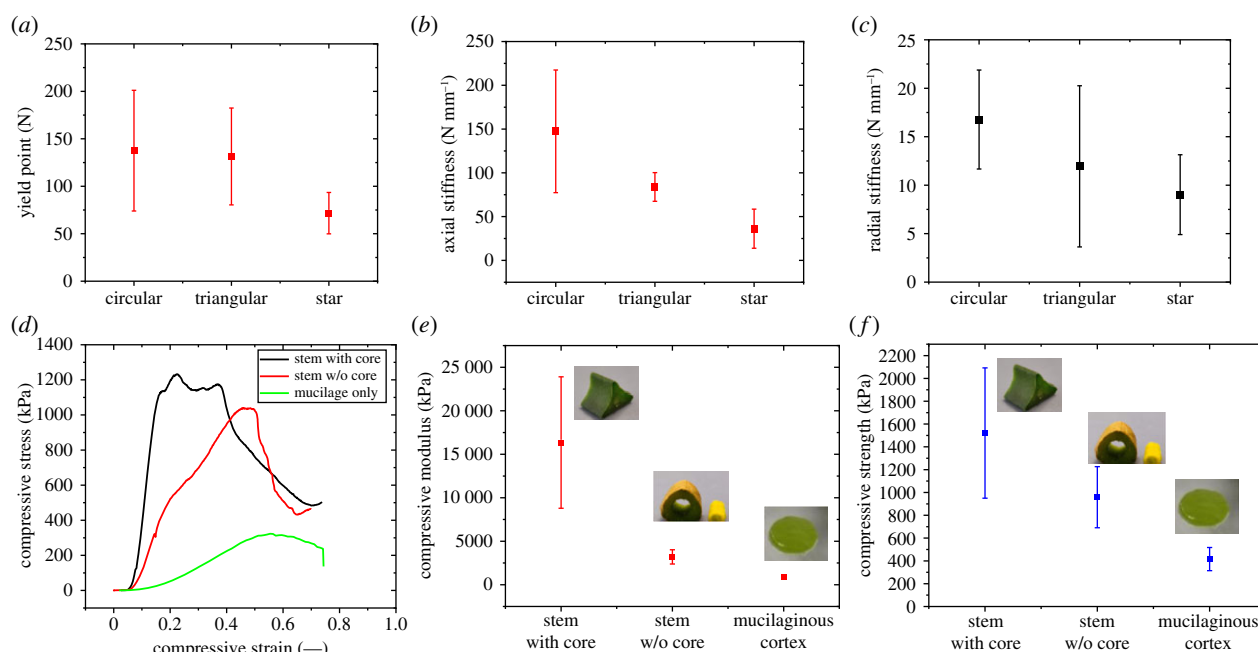 (a)
250
200
150
100
50
0
yield point (N)
circular triangular star
(b)
250
200
150
100
50
0
axial stiffness (N mm⁻¹)
circular triangular star
(c)
25
20
15
10
5
0
radial stiffness (N mm⁻¹)
circular triangular star
(d)
1400
1200
1000
800
600
400
200
0
compressive stress (kPa)
stem with core
stem w/o core
mucilage only
0 0.2 0.4 0.6 0.8 1.0
compressive strain (—)
(e)
25 000
20 000
15 000
10 000
5000
0
compressive modulus (kPa)
stem stem mucilaginous
with core w/o core cortex
(f)
2200
2000
1800
1600
1400
1200
1000
800
600
400
200
0
compressive strength (kPa)
stem stem mucilaginous
with core w/o core cortex